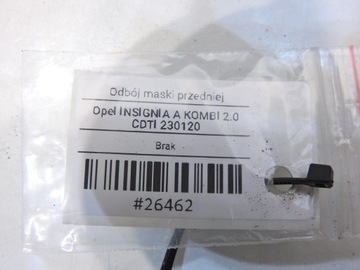 Odbój maski przedniej
Opel INSIGNIA A KOMBI 2.0
CDTI 230120
Brak
#26462